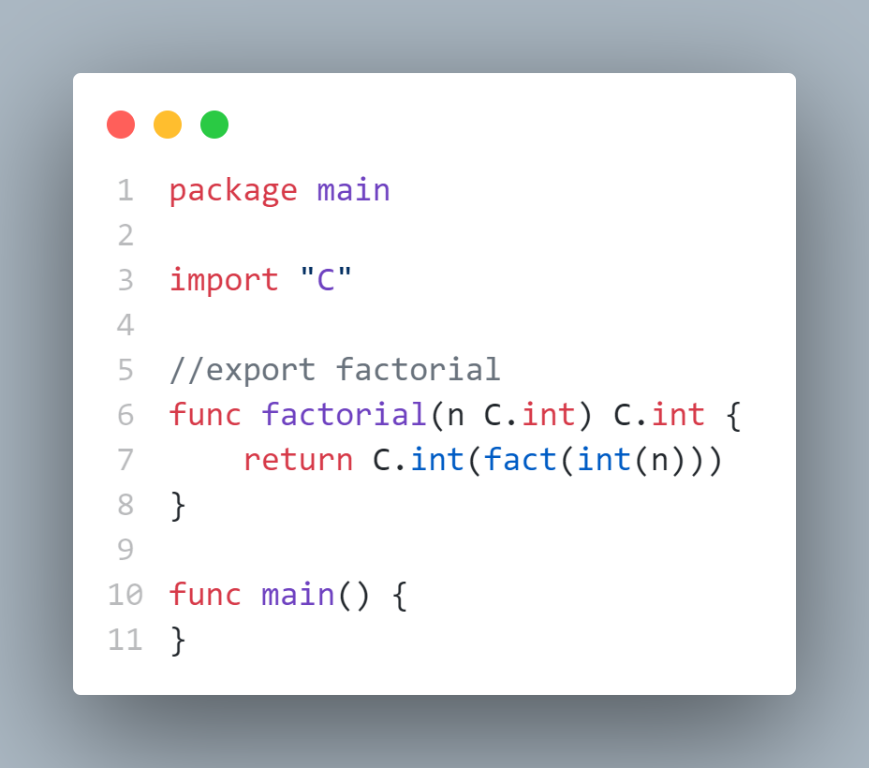 1 package main
2
3 import "C"
4
5 //export factorial
6 func factorial(n C.int) C.int {
7     return C.int(fact(int(n)))
8 }
9
10 func main() {
11 }